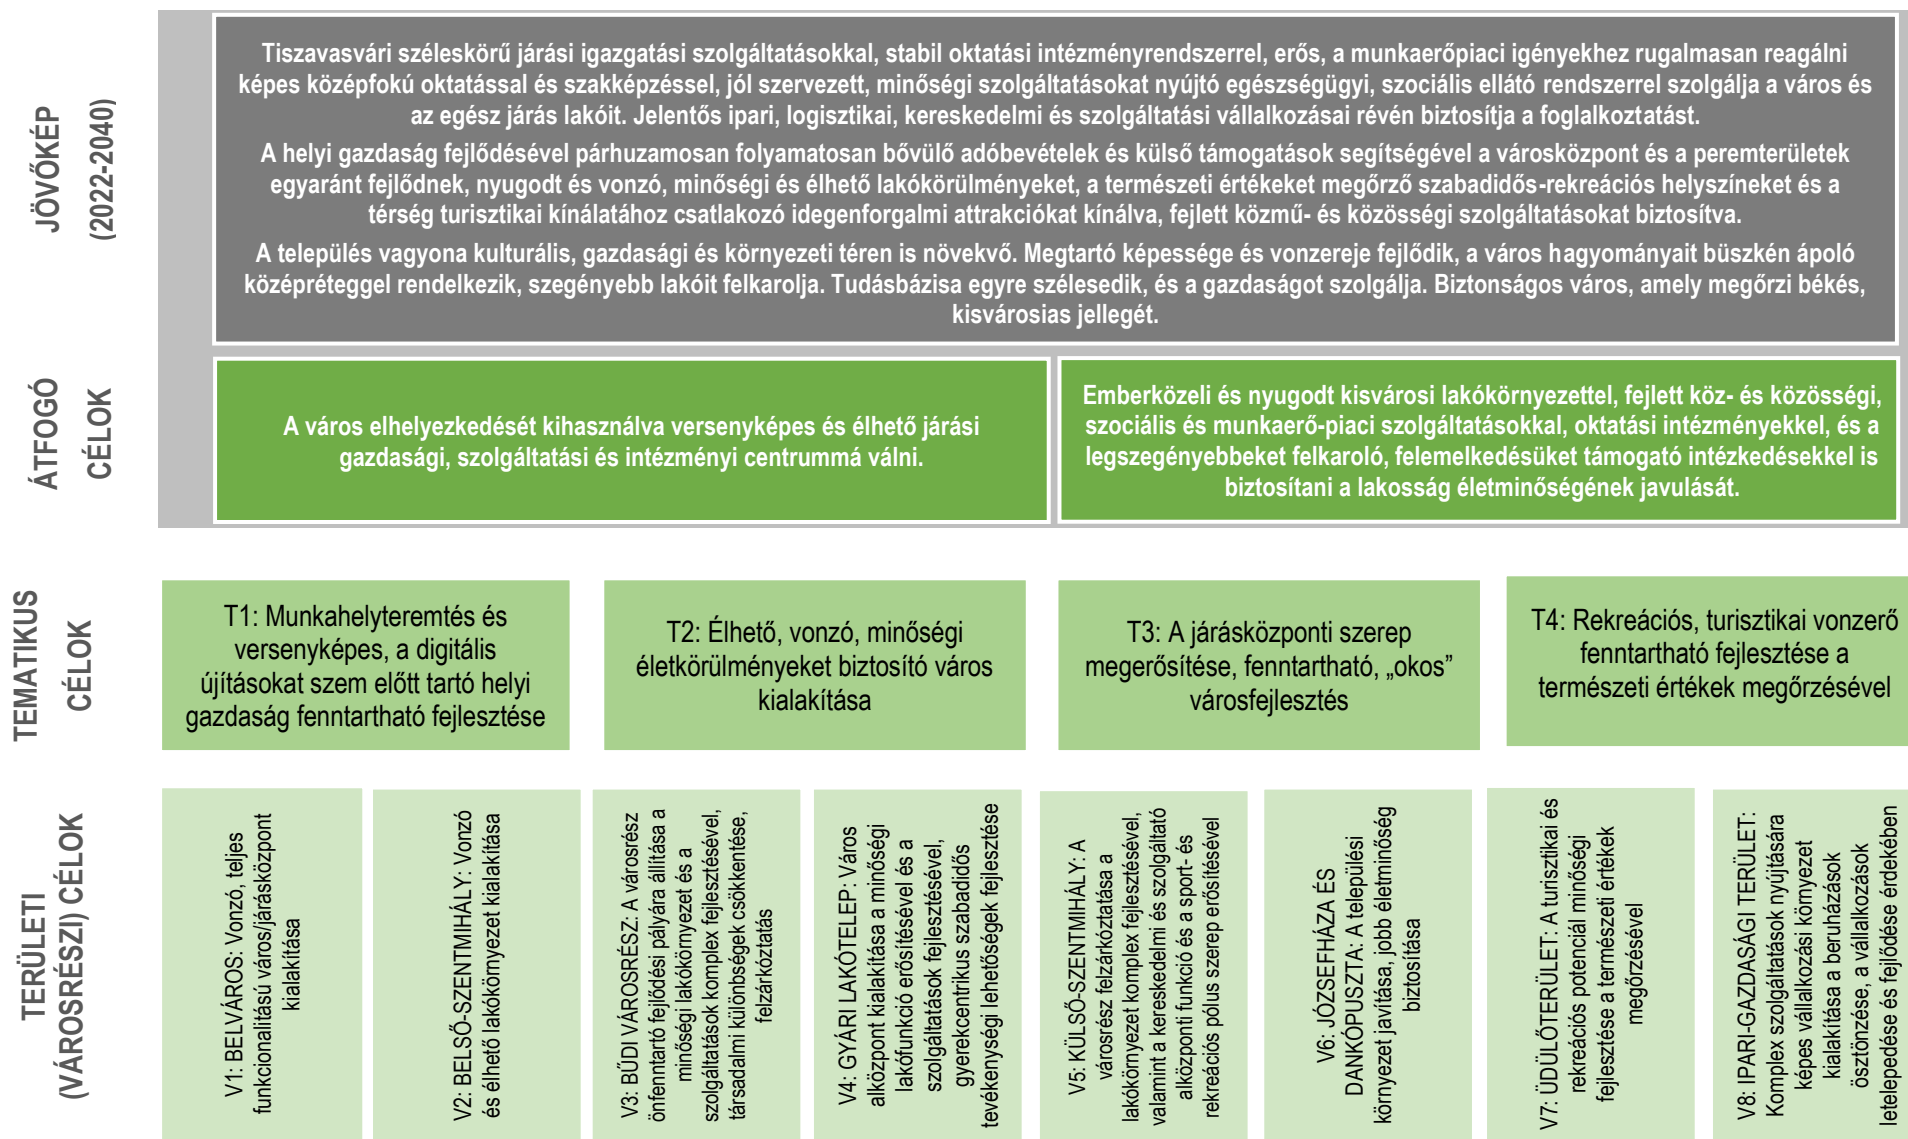 JÖVŐKÉP
(2022-2040)
Tiszavasvári széleskörű járási igazgatási szolgáltatásokkal, stabil oktatási intézményrendszerrel, erős, a munkaerőpiaci igényekhez rugalmasan reagálni
képes középfokú oktatással és szakképzéssel, jól szervezett, minőségi szolgáltatásokat nyújtó egészségügyi, szociális ellátó rendszerrel szolgálja a város és
az egész járás lakóit. Jelentős ipari, logisztikai, kereskedelmi és szolgáltatási vállalkozásai révén biztosítja a foglalkoztatást.
A helyi gazdaság fejlődésével párhuzamosan folyamatosan bővülő adóbevételek és külső támogatások segítségével a városközpont és a peremterületek
egyaránt fejlődnek, nyugodt és vonzó, minőségi és élhető lakókörülményeket, a természeti értékeket megőrző szabadidős-rekreációs helyszíneket és a
térség turisztikai kínálatához csatlakozó idegenforgalmi attrakciókat kínálva, fejlett közmű- és közösségi szolgáltatásokat biztosítva.
A település vagyona kulturális, gazdasági és környezeti téren is növekvő. Megtartó képessége és vonzereje fejlődik, a város hagyományait büszkén ápoló
középréteggel rendelkezik, szegényebb lakóit felkarolja. Tudásbázisa egyre szélesedik, és a gazdaságot szolgálja. Biztonságos város, amely megőrzi békés,
kisvárosias jellegét.
ÁTFOGÓ
CÉLOK
A város elhelyezkedését kihasználva versenyképes és élhető járási
gazdasági, szolgáltatási és intézményi centrummá válni.
Emberközeli és nyugodt kisvárosi lakókörnyezettel, fejlett köz- és közösségi,
szociális és munkaerő-piaci szolgáltatásokkal, oktatási intézményekkel, és a
legszegényebbeket felkaroló, felemelkedésüket támogató intézkedésekkel is
biztosítani a lakosság életminőségének javulását.
TEMATIKUS
CÉLOK
T1: Munkahelyteremtés és
versenyképes, a digitális
újításokat szem előtt tartó helyi
gazdaság fenntartható fejlesztése
T2: Élhető, vonzó, minőségi
életkörülményeket biztosító város
kialakítása
T3: A járásközponti szerep
megerősítése, fenntartható, „okos”
városfejlesztés
T4: Rekreációs, turisztikai vonzerő
fenntartható fejlesztése a
természeti értékek megőrzésével
TERÜLETI
(VÁROSRÉSZI) CÉLOK
V1: BELVÁROS: Vonzó, teljes
funkcionalitású város/járásközpont
kialakítása
V2: BELSŐ-SZENTMIHÁLY: Vonzó
és élhető lakókörnyezet kialakítása
V3: BŰDI VÁROSRÉSZ: A városrész
önfenntartó fejlődési pályára állítása a
minőségi lakókörnyezet és a
szolgáltatások komplex fejlesztésével,
társadalmi különbségek csökkentése,
felzárkóztatás
V4: GYÁRI LAKÓTELEP: Város
alközpont kialakítása a minőségi
lakófunkció erősítésével és a
szolgáltatások fejlesztésével,
gyerekcentrikus szabadidős
tevékenységi lehetőségek fejlesztése
V5: KÜLSŐ-SZENTMIHÁLY: A
városrész felzárkóztatása a
lakókörnyezet komplex fejlesztésével,
valamint a kereskedelmi és szolgáltató
alközponti funkció és a sport- és
rekreációs pólus szerep erősítésével
V6: JÓZSEFHÁZA ÉS
DANKÓPUSZTA: A települési
környezet javítása, jobb életminőség
biztosítása
V7: ÜDÜLŐTERÜLET: A turisztikai és
rekreációs potenciál minőségi
fejlesztése a természeti értékek
megőrzésével
V8: IPARI-GAZDASÁGI TERÜLET:
Komplex szolgáltatások nyújtására
képes vállalkozási környezet
kialakítása a beruházások
ösztönzése, a vállalkozások
letelepedése és fejlődése érdekében